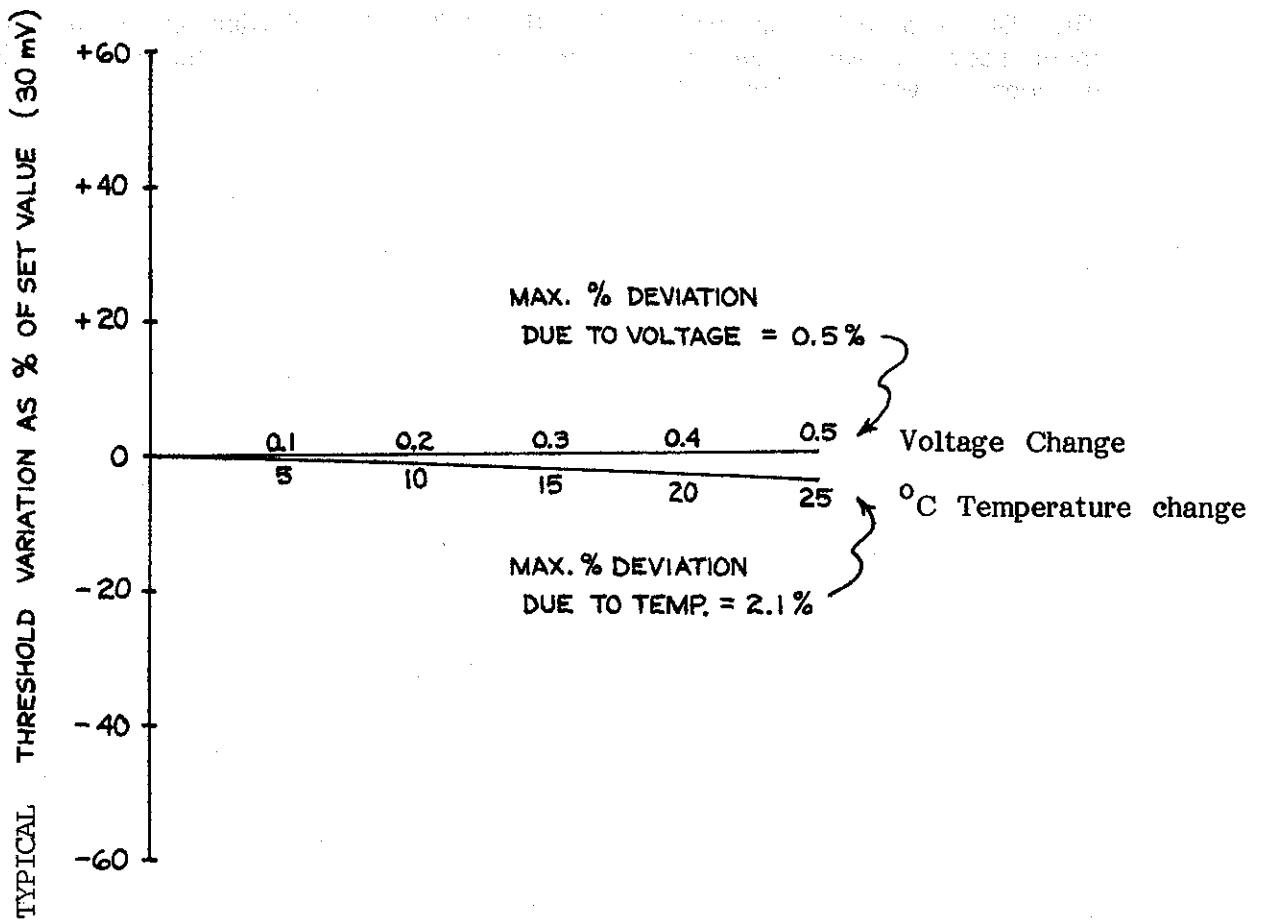 TYPICAL THRESHOLD VARIATION AS % OF SET VALUE (30 mV)
+60
+40
+20
0
-20
-40
-60
MAX. % DEVIATION
DUE TO VOLTAGE = 0.5%
0.1 0.2 0.3 0.4 0.5 Voltage Change
5 10 15 20 25 °C Temperature change
MAX. % DEVIATION
DUE TO TEMP. = 2.1%